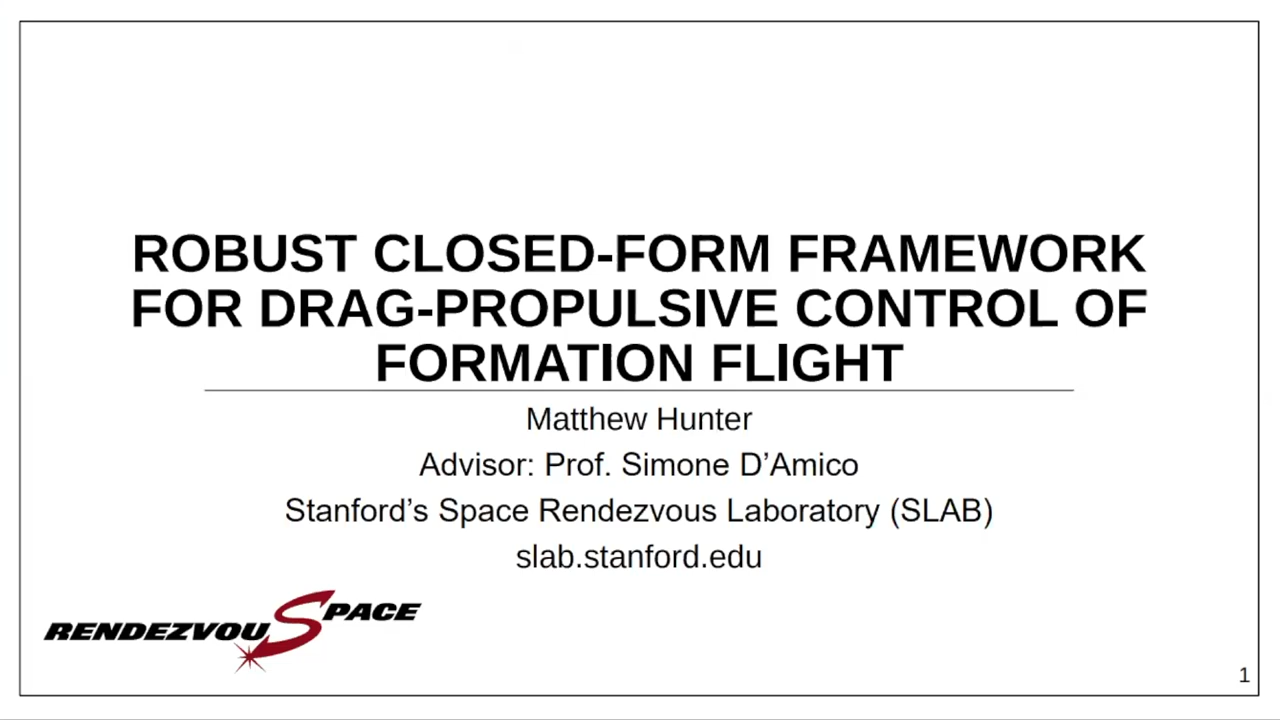 ROBUST CLOSED-FORM FRAMEWORK
FOR DRAG-PROPULSIVE CONTROL OF
FORMATION FLIGHT
Matthew Hunter
Advisor: Prof. Simone D’Amico
Stanford’s Space Rendezvous Laboratory (SLAB)
slab.stanford.edu
RENDEZVOUSPACE
1